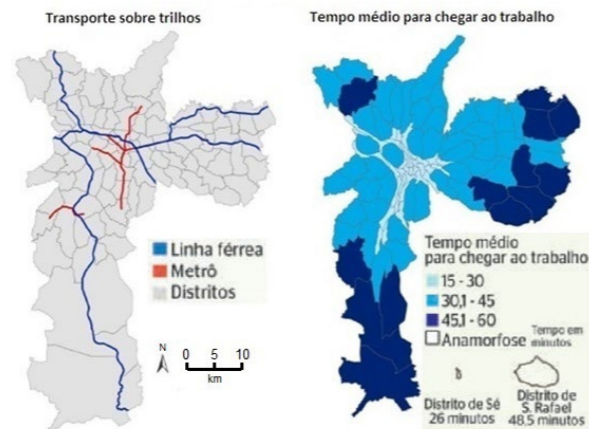 Transporte sobre trilhos
Linha férrea
Metrô
Distritos
N
0 5 10
km
Tempo médio para chegar ao trabalho
Tempo médio
para chegar ao trabalho
15 - 30
30,1 - 45
45,1 - 60
Anamorfose
Tempo em
minutos
Distrito de Sé
26 minutos
Distrito de
S. Rafael
48.5 minutos